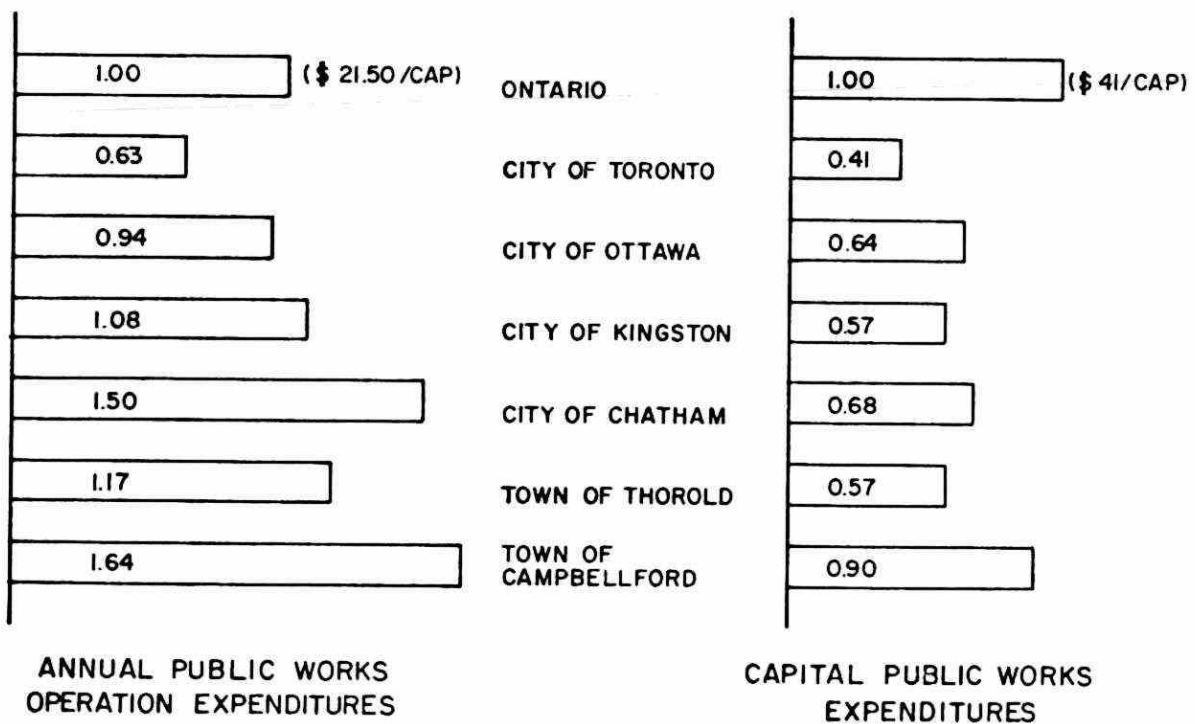 1.00 ($ 21.50/CAP) ONTARIO 1.00 ($ 41/CAP)
0.63 CITY OF TORONTO 0.41
0.94 CITY OF OTTAWA 0.64
1.08 CITY OF KINGSTON 0.57
1.50 CITY OF CHATHAM 0.68
1.17 TOWN OF THOROLD 0.57
1.64 TOWN OF CAMPBELLFORD 0.90
ANNUAL PUBLIC WORKS
OPERATION EXPENDITURES
CAPITAL PUBLIC WORKS
EXPENDITURES